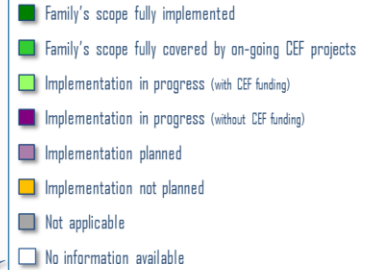 Family's scope fully implemented
Family's scope fully covered by on-going CEF projects
Implementation in progress (with CEF funding)
Implementation in progress (without CEF funding)
Implementation planned
Implementation not planned
Not applicable
No information available